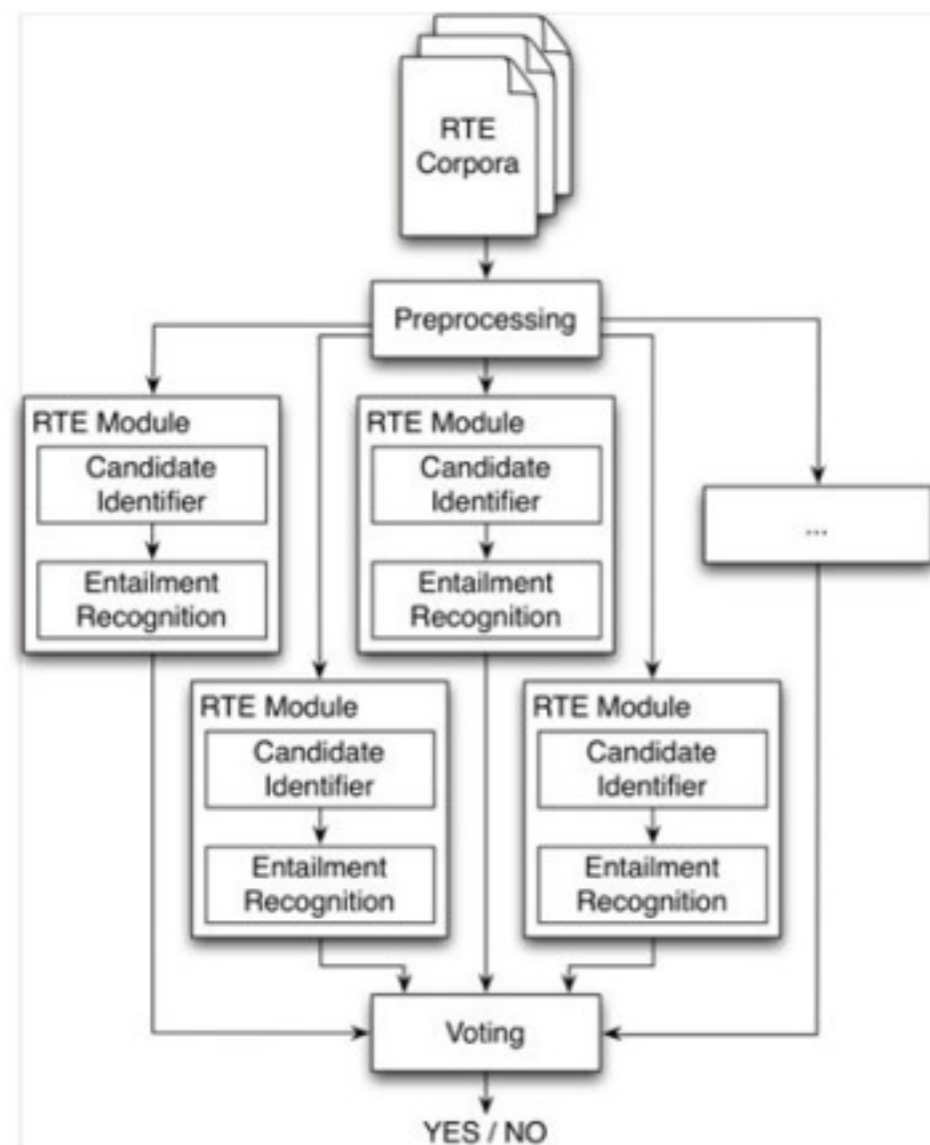 RTE
Corpora
Preprocessing
RTE Module
Candidate
Identifier
Entailment
Recognition
RTE Module
Candidate
Identifier
Entailment
Recognition
...
RTE Module
Candidate
Identifier
Entailment
Recognition
RTE Module
Candidate
Identifier
Entailment
Recognition
Voting
YES / NO